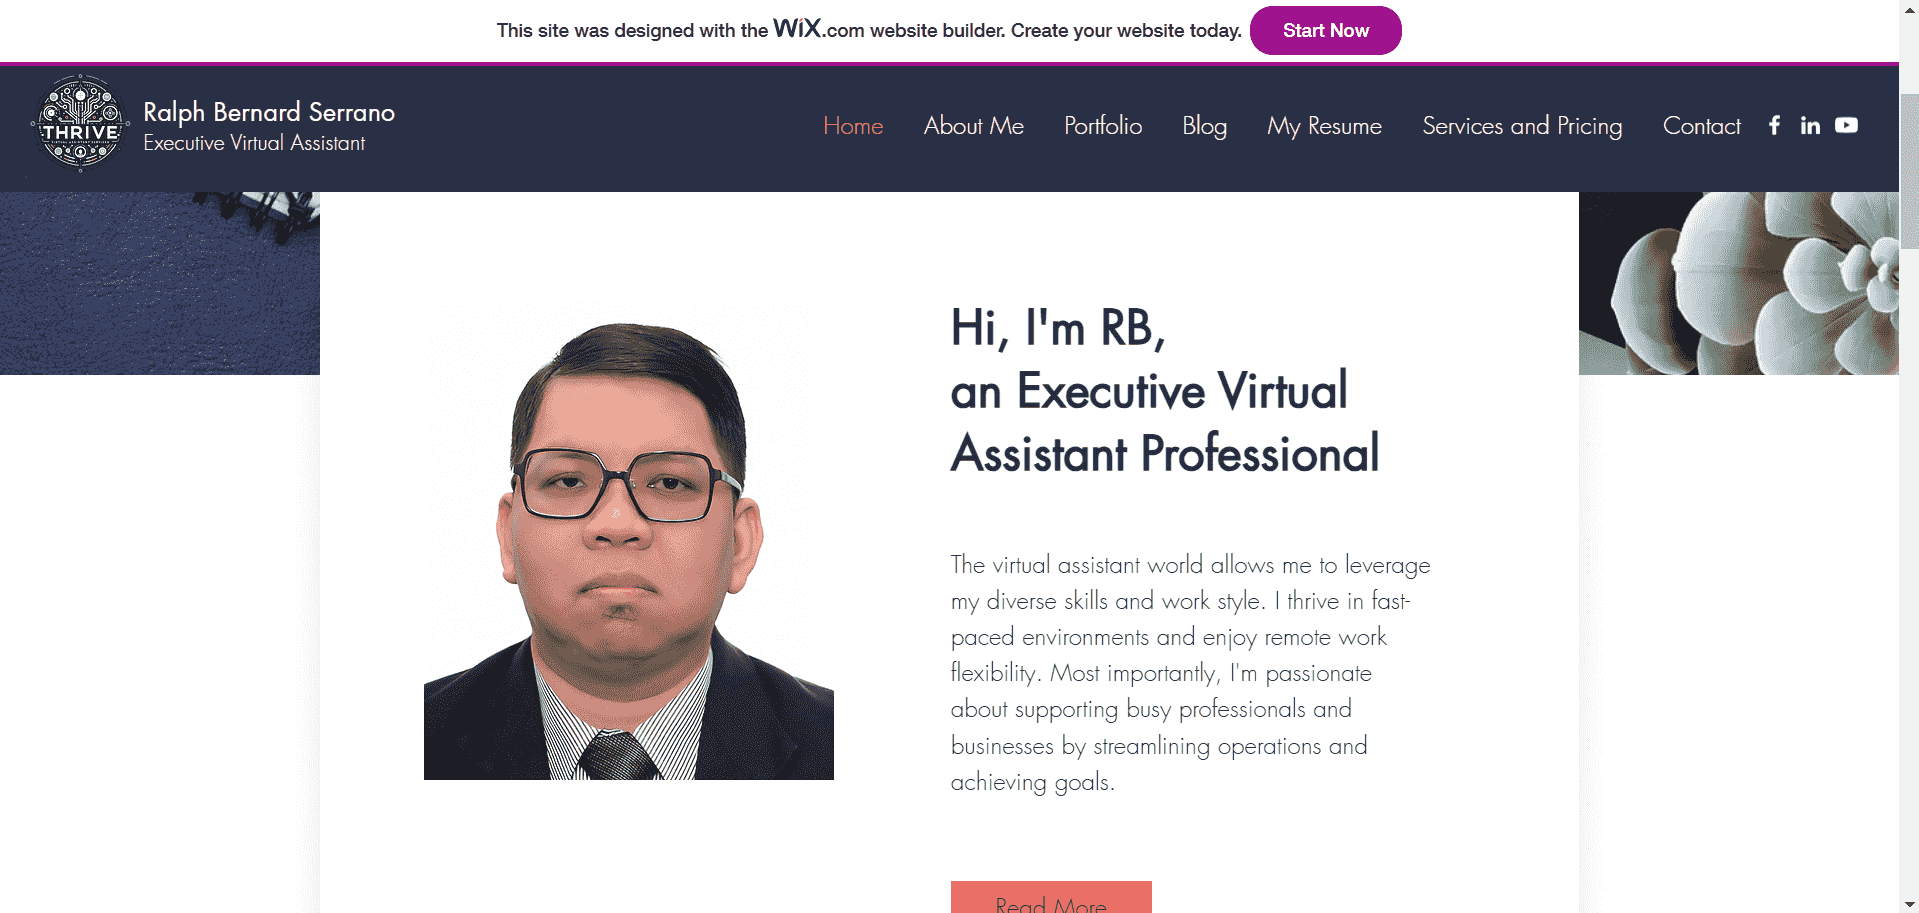 This site was designed with the WiX.com website builder. Create your website today.
Start Now
THRIVE
VIRTUAL ASSISTANT SERVICES
Ralph Bernard Serrano
Executive Virtual Assistant
Home
About Me
Portfolio
Blog
My Resume
Services and Pricing
Contact
Hi, I'm RB,
an Executive Virtual
Assistant Professional
The virtual assistant world allows me to leverage
my diverse skills and work style. I thrive in fast-
paced environments and enjoy remote work
flexibility. Most importantly, I'm passionate
about supporting busy professionals and
businesses by streamlining operations and
achieving goals.
Read More